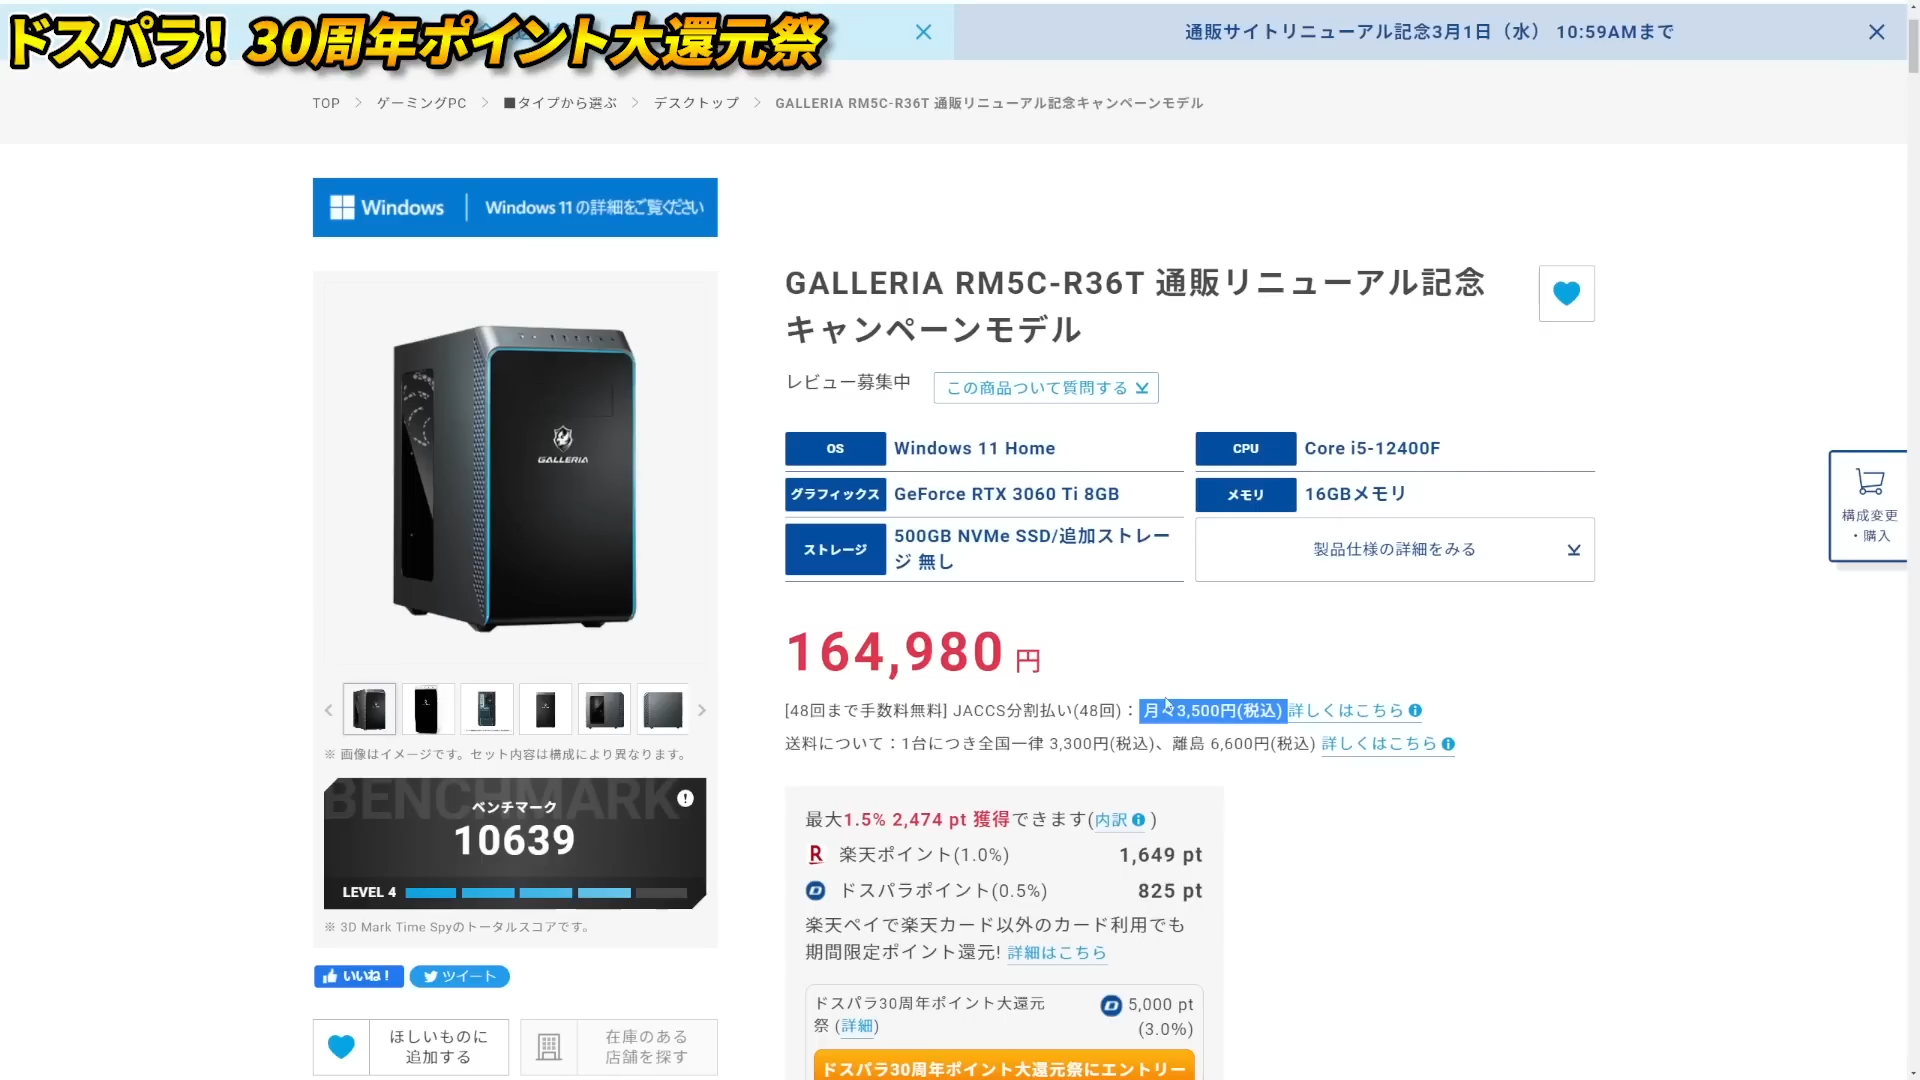 ドスパラ！30周年ポイント大還元祭
通販サイトリニューアル記念3月1日（水） 10:59AMまで
TOP > ゲーミングPC > ■タイプから選ぶ > デスクトップ > GALLERIA RM5C-R36T 通販リニューアル記念キャンペーンモデル
Windows | Windows 11 の詳細をご覧ください
GALLERIA
GALLERIA RM5C-R36T 通販リニューアル記念
キャンペーンモデル
レビュー募集中
この商品ついて質問する
OS Windows 11 Home
CPU Core i5-12400F
グラフィックス GeForce RTX 3060 Ti 8GB
メモリ 16GBメモリ
ストレージ 500GB NVMe SSD/追加ストレー
ジ 無し
製品仕様の詳細をみる
構成変更
・購入
164,980 円
[48回まで手数料無料] JACCS分割払い(48回)：月々3,500円(税込) 詳しくはこちら
送料について：1台につき全国一律 3,300円(税込)、離島 6,600円(税込) 詳しくはこちら
※ 画像はイメージです。セット内容は構成により異なります。
BENCHMARK
ベンチマーク
10639
LEVEL 4
※ 3D Mark Time Spyのトータルスコアです。
いいね！
ツイート
ほしいものに
追加する
在庫のある
店舗を探す
最大1.5% 2,474 pt 獲得できます(内訳 )
楽天ポイント(1.0%) 1,649 pt
ドスパラポイント(0.5%) 825 pt
楽天ペイで楽天カード以外のカード利用でも
期間限定ポイント還元! 詳細はこちら
ドスパラ30周年ポイント大還元
祭 (詳細)
5,000 pt
(3.0%)
ドスパラ30周年ポイント大還元祭にエントリー